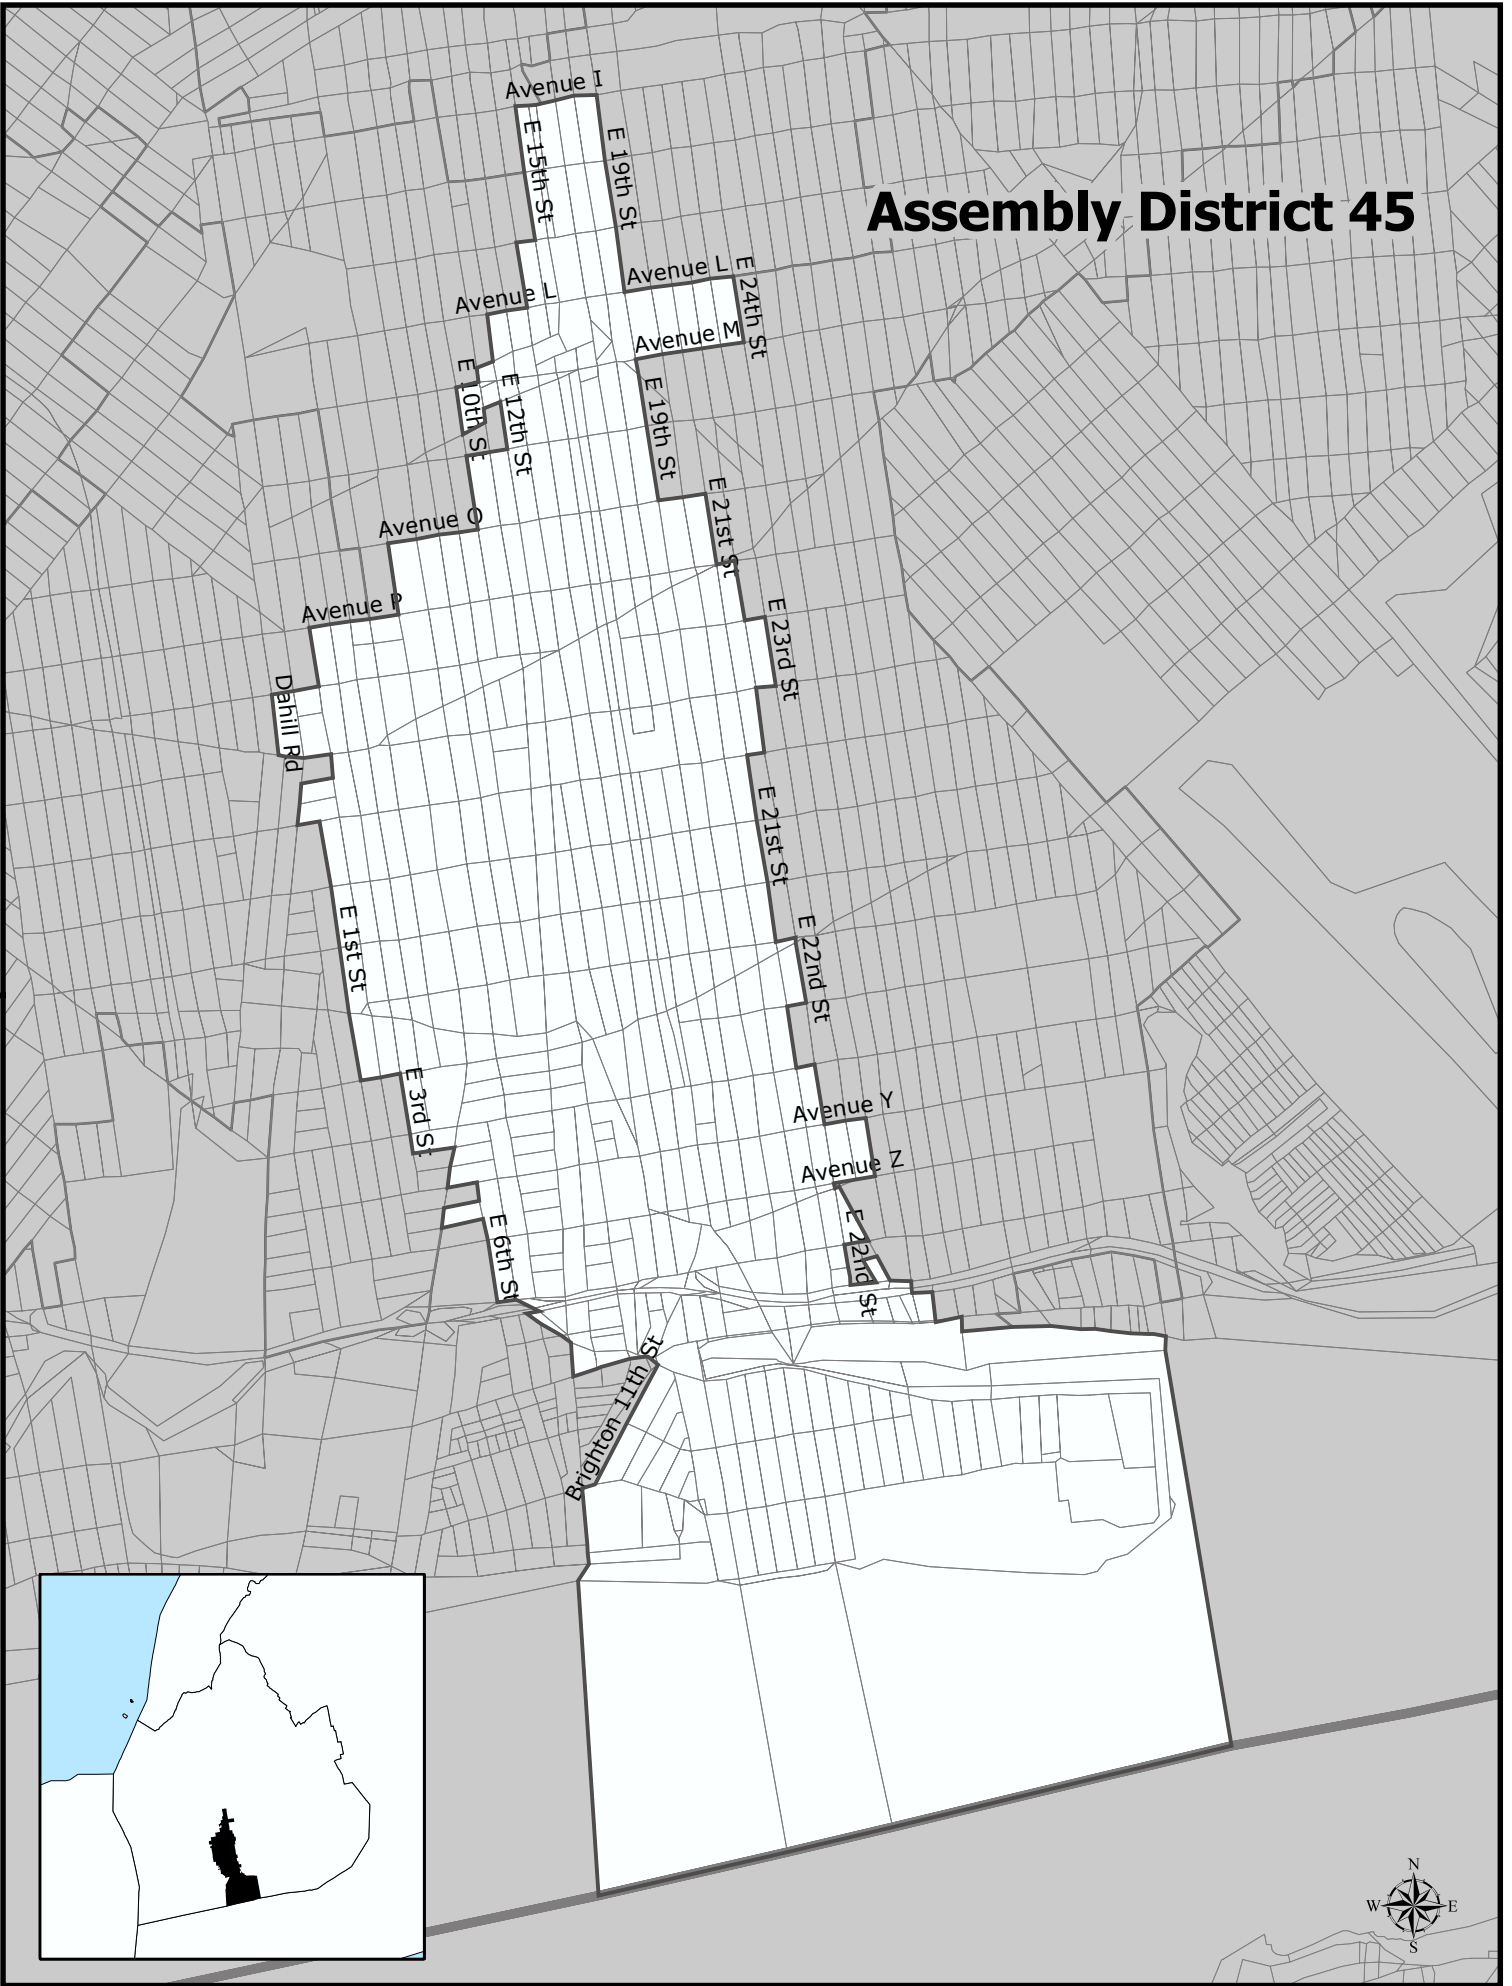 Avenue I
E 15th St
E 19th St
Assembly District 45
Avenue L
E 24th St
Avenue L
Avenue M
E 10th St
E 12th St
E 19th St
E 21st St
Avenue O
Avenue P
E 23rd St
Dahill Rd
E 21st St
E 1st St
E 22nd St
E 3rd St
Avenue Y
Avenue Z
E 6th St
E 22nd St
Brighton 11th St
N
W
E
S